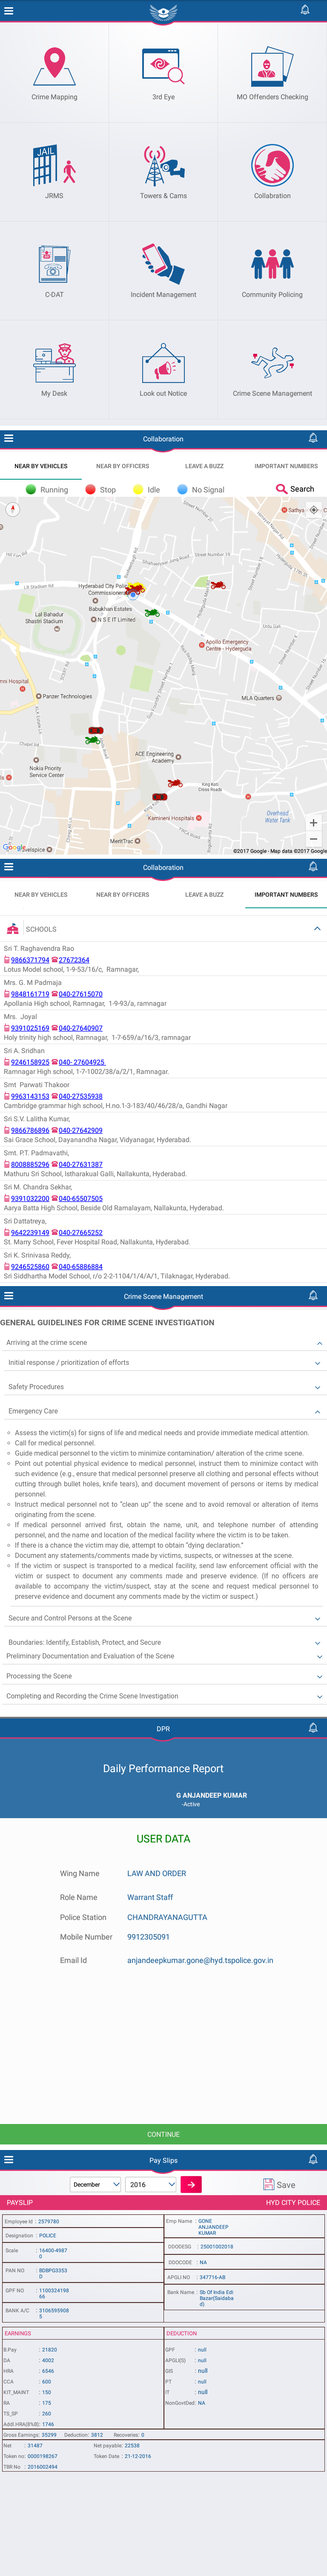 Crime Mapping
3rd Eye
MO Offenders Checking
JAIL
JRMS
Towers & Cams
Collabration
C-DAT
Incident Management
Community Policing
My Desk
Look out Notice
Crime Scene Management
Collaboration
NEAR BY VEHICLES NEAR BY OFFICERS LEAVE A BUZZ IMPORTANT NUMBERS
Running Stop Idle No Signal Search
Sathya
Street Number 10
Lal Bahadur Shastri Stadium
Hyderabad City Police Commissionerate
Babukhan Estates
N S E IT Limited
Apollo Emergency Centre - Hyderguda
Panzer Technologies
MLA Quarters
Nokia Priority Service Center
ACE Engineering Academy
King Koti Cross Roads
Kamineni Hospitals
Overhead Water Tank
MeritTrac
Google
©2017 Google - Map data ©2017 Google
Collaboration
NEAR BY VEHICLES NEAR BY OFFICERS LEAVE A BUZZ IMPORTANT NUMBERS
SCHOOLS
Sri T. Raghavendra Rao
9866371794 27672364
Lotus Model school, 1-9-53/16/c, Ramnagar,
Mrs. G. M Padmaja
9848161719 040-27615070
Apollania High school, Ramnagar, 1-9-93/a, ramnagar
Mrs. Joyal
9391025169 040-27640907
Holy trinity high school, Ramnagar, 1-7-659/a/16/3, ramnagar
Sri A. Sridhan
9246158925 040- 27604925
Ramnagar High school, 1-7-1002/38/a/2/1, Ramnagar.
Smt Parwati Thakoor
9963143153 040-27535938
Cambridge grammar high school, H.no.1-3-183/40/46/28/a, Gandhi Nagar
Sri S.V. Lalitha Kumar,
9866786896 040-27642909
Sai Grace School, Dayanandha Nagar, Vidyanagar, Hyderabad.
Smt. P.T. Padmavathi,
8008885296 040-27631387
Mathuru Sri School, Istharakual Galli, Nallakunta, Hyderabad.
Sri M. Chandra Sekhar,
9391032200 040-65507505
Aarya Batta High School, Beside Old Ramalayam, Nallakunta, Hyderabad.
Sri Dattatreya,
9642239149 040-27665252
St. Marry School, Fever Hospital Road, Nallakunta, Hyderabad.
Sri K. Srinivasa Reddy,
9246525860 040-65886884
Sri Siddhartha Model School, r/o 2-2-1104/1/4/A/1, Tilsknagar, Hyderabad.
Crime Scene Management
GENERAL GUIDELINES FOR CRIME SCENE INVESTIGATION
Arriving at the crime scene
Initial response / prioritization of efforts
Safety Procedures
Emergency Care
Assess the victim(s) for signs of life and medical needs and provide immediate medical attention.
Call for medical personnel.
Guide medical personnel to the victim to minimize contamination/ alteration of the crime scene.
Point out potential physical evidence to medical personnel, instruct them to minimize contact with
such evidence (e.g., ensure that medical personnel preserve all clothing and personal effects without
cutting through bullet holes, knife tears), and document movement of persons or items by medical
personnel.
Instruct medical personnel not to “clean up” the scene and to avoid removal or alteration of items
originating from the scene.
If medical personnel arrived first, obtain the name, unit, and telephone number of attending
personnel, and the name and location of the medical facility where the victim is to be taken.
If there is a chance the victim may die, attempt to obtain “dying declaration.”
Document any statements/comments made by victims, suspects, or witnesses at the scene.
If the victim or suspect is transported to a medical facility, send law enforcement official with the
victim or suspect to document any comments made and preserve evidence. (If no officers are
available to accompany the victim/suspect, stay at the scene and request medical personnel to
preserve evidence and document any comments made by the victim or suspect.)
Secure and Control Persons at the Scene
Boundaries: Identify, Establish, Protect, and Secure
Preliminary Documentation and Evaluation of the Scene
Processing the Scene
Completing and Recording the Crime Scene Investigation
DPR
Daily Performance Report
G ANJANDEEP KUMAR
-Active
USER DATA
Wing Name LAW AND ORDER
Role Name Warrant Staff
Police Station CHANDRAYANAGUTTA
Mobile Number 9912305091
Email Id anjandeepkumar.gone@hyd.tspolice.gov.in
CONTINUE
Pay Slips
December 2016 Save
PAYSLIP HYD CITY POLICE
Employee Id : 2579780
Designation : POLICE
Scale : 16400-49870
PAN NO : BDBPG3353D
GPF NO : 110032419866
BANK A/C : 31065959085
Emp Name : GONE ANJANDEEP KUMAR
DDODESG : 25001002018
DDOCODE : NA
APGLI NO : 347716-AB
Bank Name : Sb Of India Edi Bazar(Saidabad)
EARNINGS DEDUCTION
B.Pay : 21820 GPF : null
DA : 4002 APGLI(S) : null
HRA : 6546 GIS : null
CCA : 600 PT : null
KIT_MAINT : 150 IT : null
RA : 175 NonGovtDed: NA
TS_SP : 260
Addl.HRA(8%B): 1746
Gross Earnings: 35299 Deduction: 3812 Recoveries: 0
Net : 31487 Net payable: 22538
Token no: 0000198267 Token Date : 21-12-2016
TBR No : 2016002494